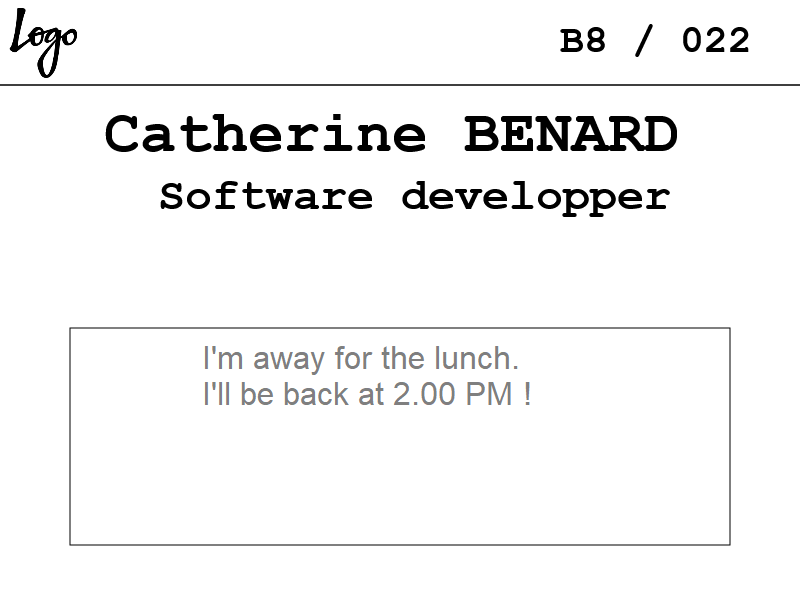 Logo
B8 / 022
Catherine BENARD
Software developper
I'm away for the lunch.
I'll be back at 2.00 PM !